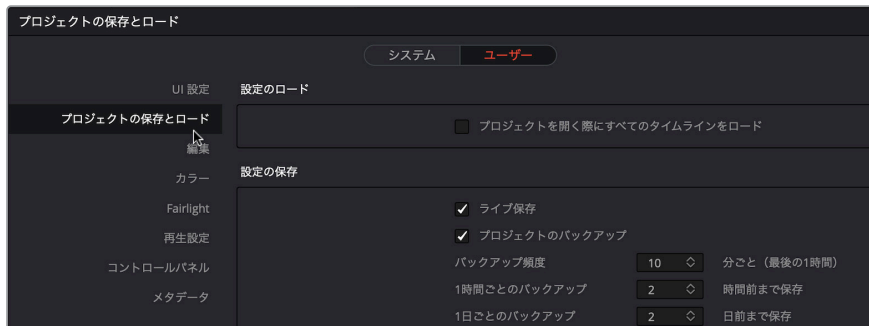 プロジェクトの保存とロード
システム ユーザー
UI 設定
プロジェクトの保存とロード
編集
カラー
Fairlight
再生設定
コントロールパネル
メタデータ
設定のロード
プロジェクトを開く際にすべてのタイムラインをロード
設定の保存
ライブ保存
プロジェクトのバックアップ
バックアップ頻度 10 分ごと（最後の1時間）
1時間ごとのバックアップ 2 時間前まで保存
1日ごとのバックアップ 2 日前まで保存